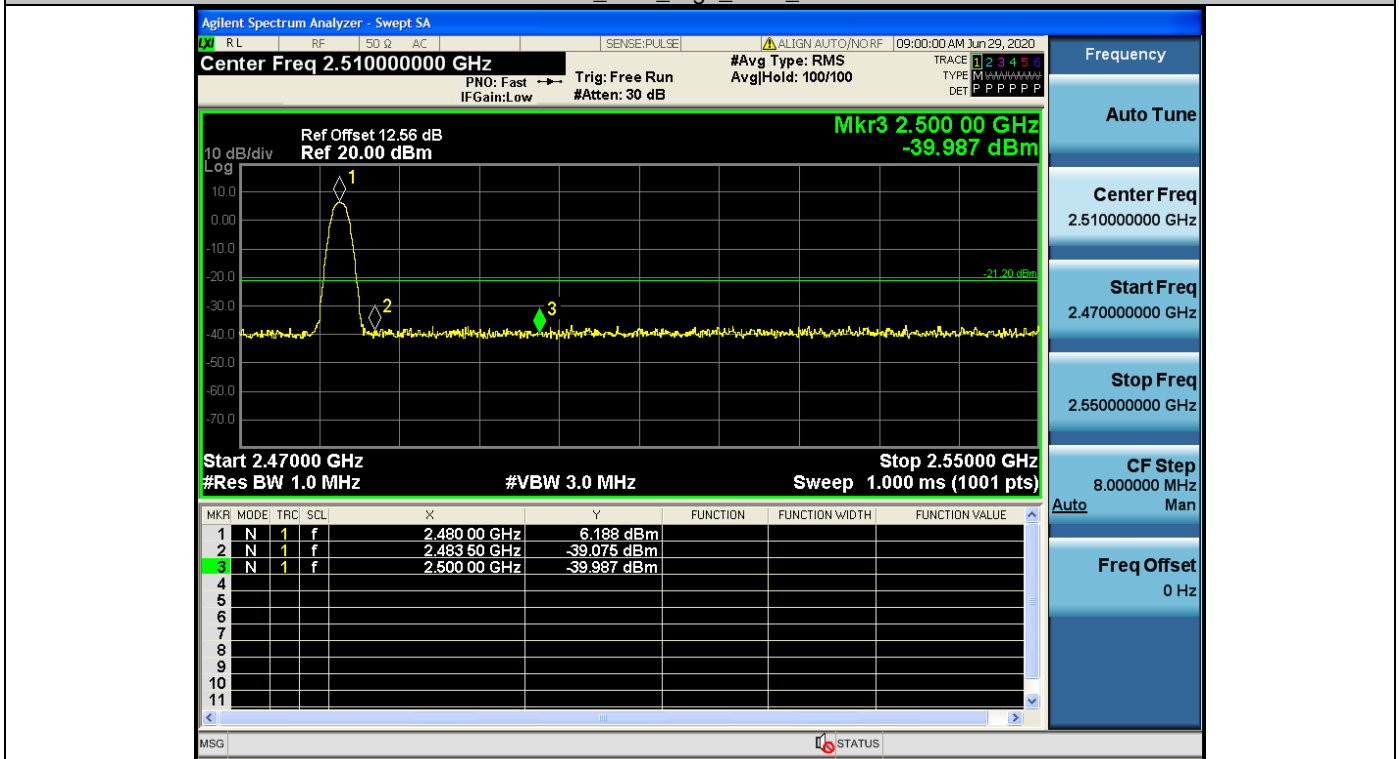 Agilent Spectrum Analyzer - Swept SA
LXI RL RF 50 Ω AC SENSE:PULSE ALIGN AUTO/NO RF 09:00:00 AM Jun 29, 2020
Center Freq 2.510000000 GHz
PNO: Fast
IFGain:Low
Trig: Free Run
#Atten: 30 dB
#Avg Type: RMS
Avg|Hold: 100/100
TRACE 1 2 3 4 5 6
TYPE M
DET P P P P P P
Mkr3 2.500 00 GHz
-39.987 dBm
Ref Offset 12.56 dB
10 dB/div Ref 20.00 dBm
Log
10.0
0.00
-10.0
-20.0
-30.0
-40.0
-50.0
-60.0
-70.0
1
2
3
-21.20 dBm
Start 2.47000 GHz Stop 2.55000 GHz
#Res BW 1.0 MHz #VBW 3.0 MHz Sweep 1.000 ms (1001 pts)
MKR MODE TRC SCL X Y FUNCTION FUNCTION WIDTH FUNCTION VALUE
1 N 1 f 2.480 00 GHz 6.188 dBm
2 N 1 f 2.483 50 GHz -39.075 dBm
3 N 1 f 2.500 00 GHz -39.987 dBm
4
5
6
7
8
9
10
11
MSG STATUS
Frequency
Auto Tune
Center Freq
2.510000000 GHz
Start Freq
2.470000000 GHz
Stop Freq
2.550000000 GHz
CF Step
8.000000 MHz
Auto Man
Freq Offset
0 Hz